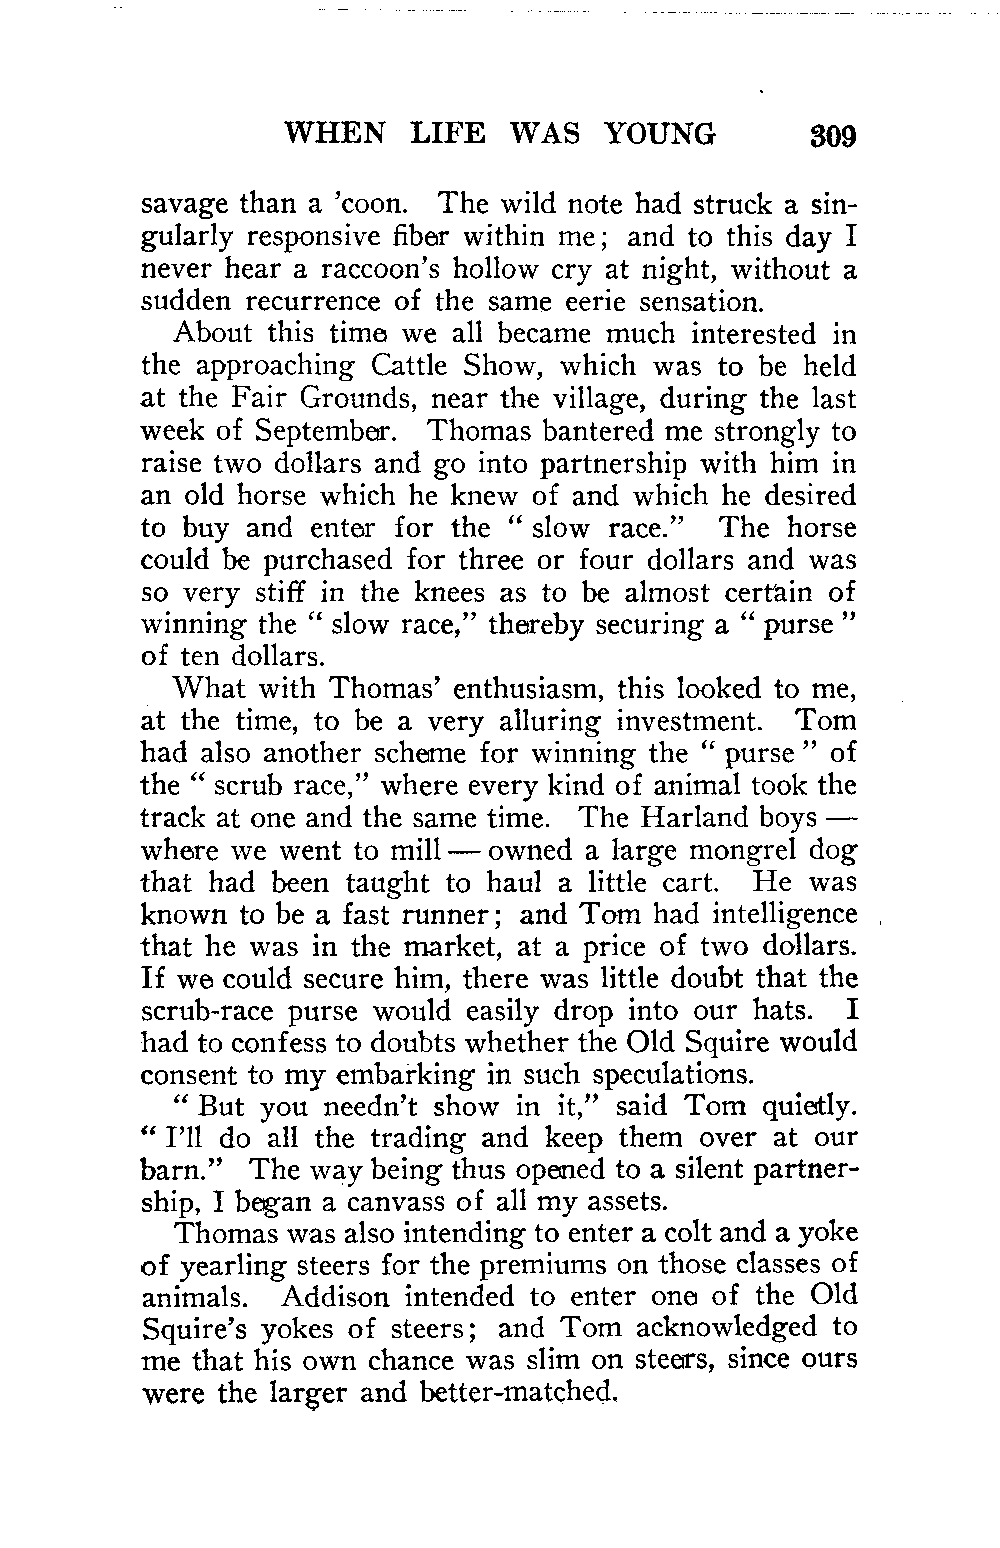 WHEN LIFE WAS YOUNG 309
savage than a 'coon. The wild note had struck a sin-
gularly responsive fiber within me; and to this day I
never hear a raccoon's hollow cry at night, without a
sudden recurrence of the same eerie sensation.
About this time we all became much interested in
the approaching Cattle Show, which was to be held
at the Fair Grounds, near the village, during the last
week of September. Thomas bantered me strongly to
raise two dollars and go into partnership with him in
an old horse which he knew of and which he desired
to buy and enter for the “ slow race.” The horse
could be purchased for three or four dollars and was
so very stiff in the knees as to be almost certain of
winning the “ slow race,” thereby securing a “ purse ”
of ten dollars.
What with Thomas' enthusiasm, this looked to me,
at the time, to be a very alluring investment. Tom
had also another scheme for winning the “ purse ” of
the “ scrub race,” where every kind of animal took the
track at one and the same time. The Harland boys —
where we went to mill — owned a large mongrel dog
that had been taught to haul a little cart. He was
known to be a fast runner; and Tom had intelligence
that he was in the market, at a price of two dollars.
If we could secure him, there was little doubt that the
scrub-race purse would easily drop into our hats. I
had to confess to doubts whether the Old Squire would
consent to my embarking in such speculations.
“ But you needn't show in it,” said Tom quietly.
“ I'll do all the trading and keep them over at our
barn.” The way being thus opened to a silent partner-
ship, I began a canvass of all my assets.
Thomas was also intending to enter a colt and a yoke
of yearling steers for the premiums on those classes of
animals. Addison intended to enter one of the Old
Squire's yokes of steers; and Tom acknowledged to
me that his own chance was slim on steers, since ours
were the larger and better-matched.